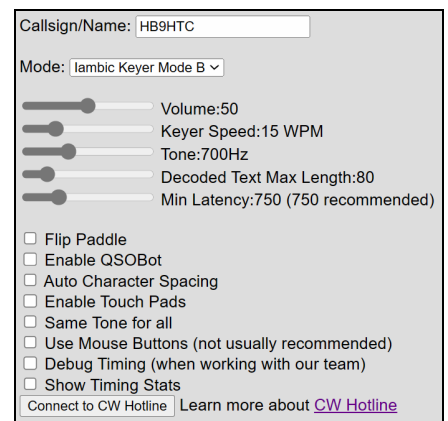 Callsign/Name: HB9HTC
Mode: Iambic Keyer Mode B
Volume:50
Keyer Speed:15 WPM
Tone:700Hz
Decoded Text Max Length:80
Min Latency:750 (750 recommended)
Flip Paddle
Enable QSOBot
Auto Character Spacing
Enable Touch Pads
Same Tone for all
Use Mouse Buttons (not usually recommended)
Debug Timing (when working with our team)
Show Timing Stats
Connect to CW Hotline Learn more about CW Hotline